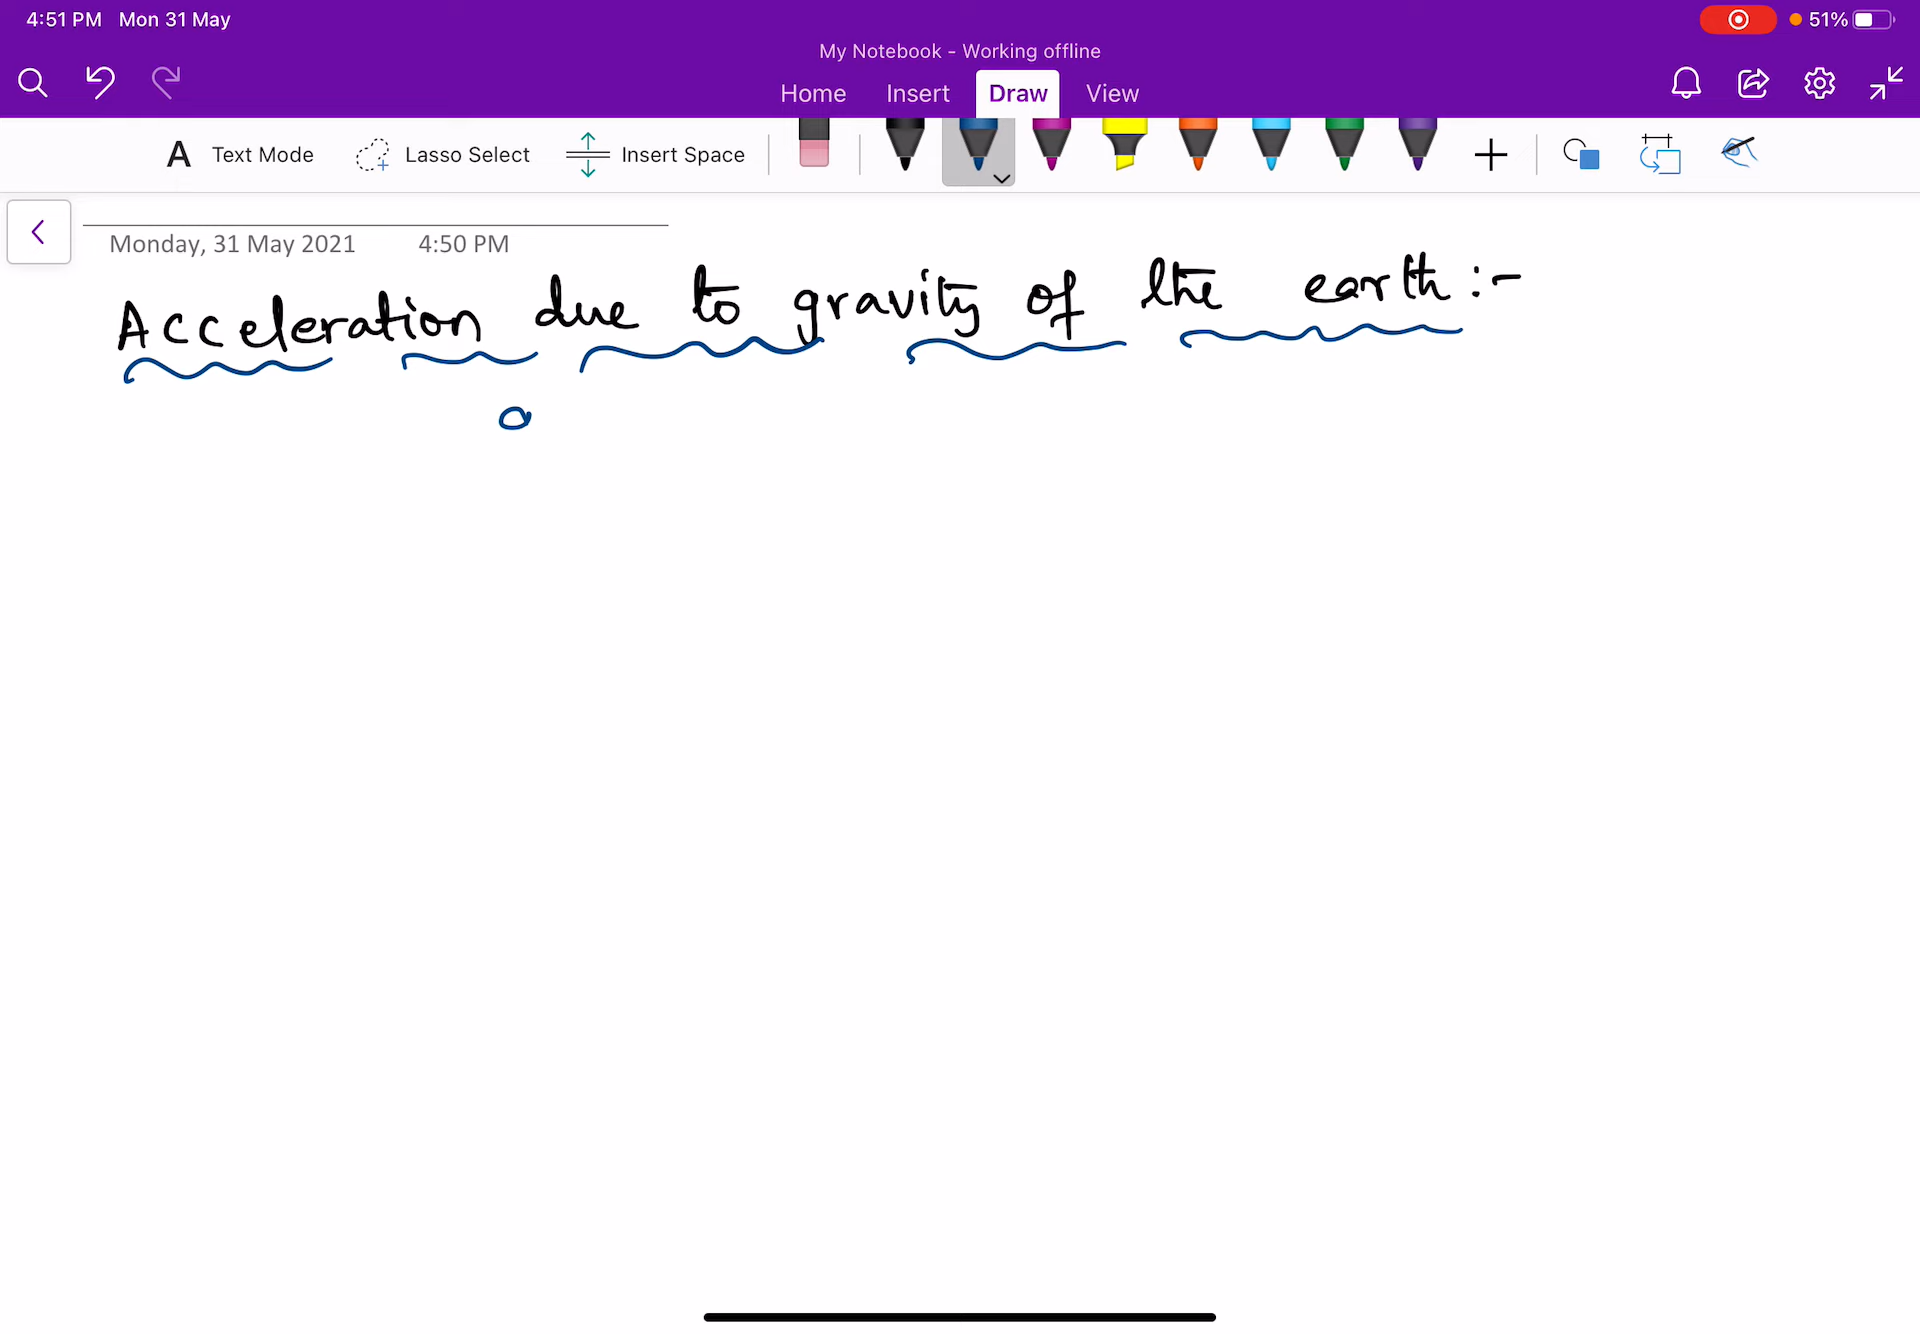 4:51 PM Mon 31 May
51%
My Notebook - Working offline
Home Insert Draw View
A Text Mode Lasso Select Insert Space
Monday, 31 May 2021 4:50 PM
Acceleration due to gravity of the earth :-
a